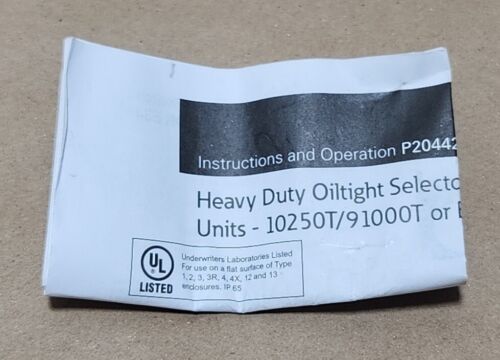 Instructions and Operation P20442
Heavy Duty Oiltight Selecto
Units - 10250T/91000T or
UL
LISTED
Underwriters Laboratories Listed
For use on a flat surface of Type
1, 2, 3, 3R, 4, 4X, 12 and 13
enclosures. IP 65